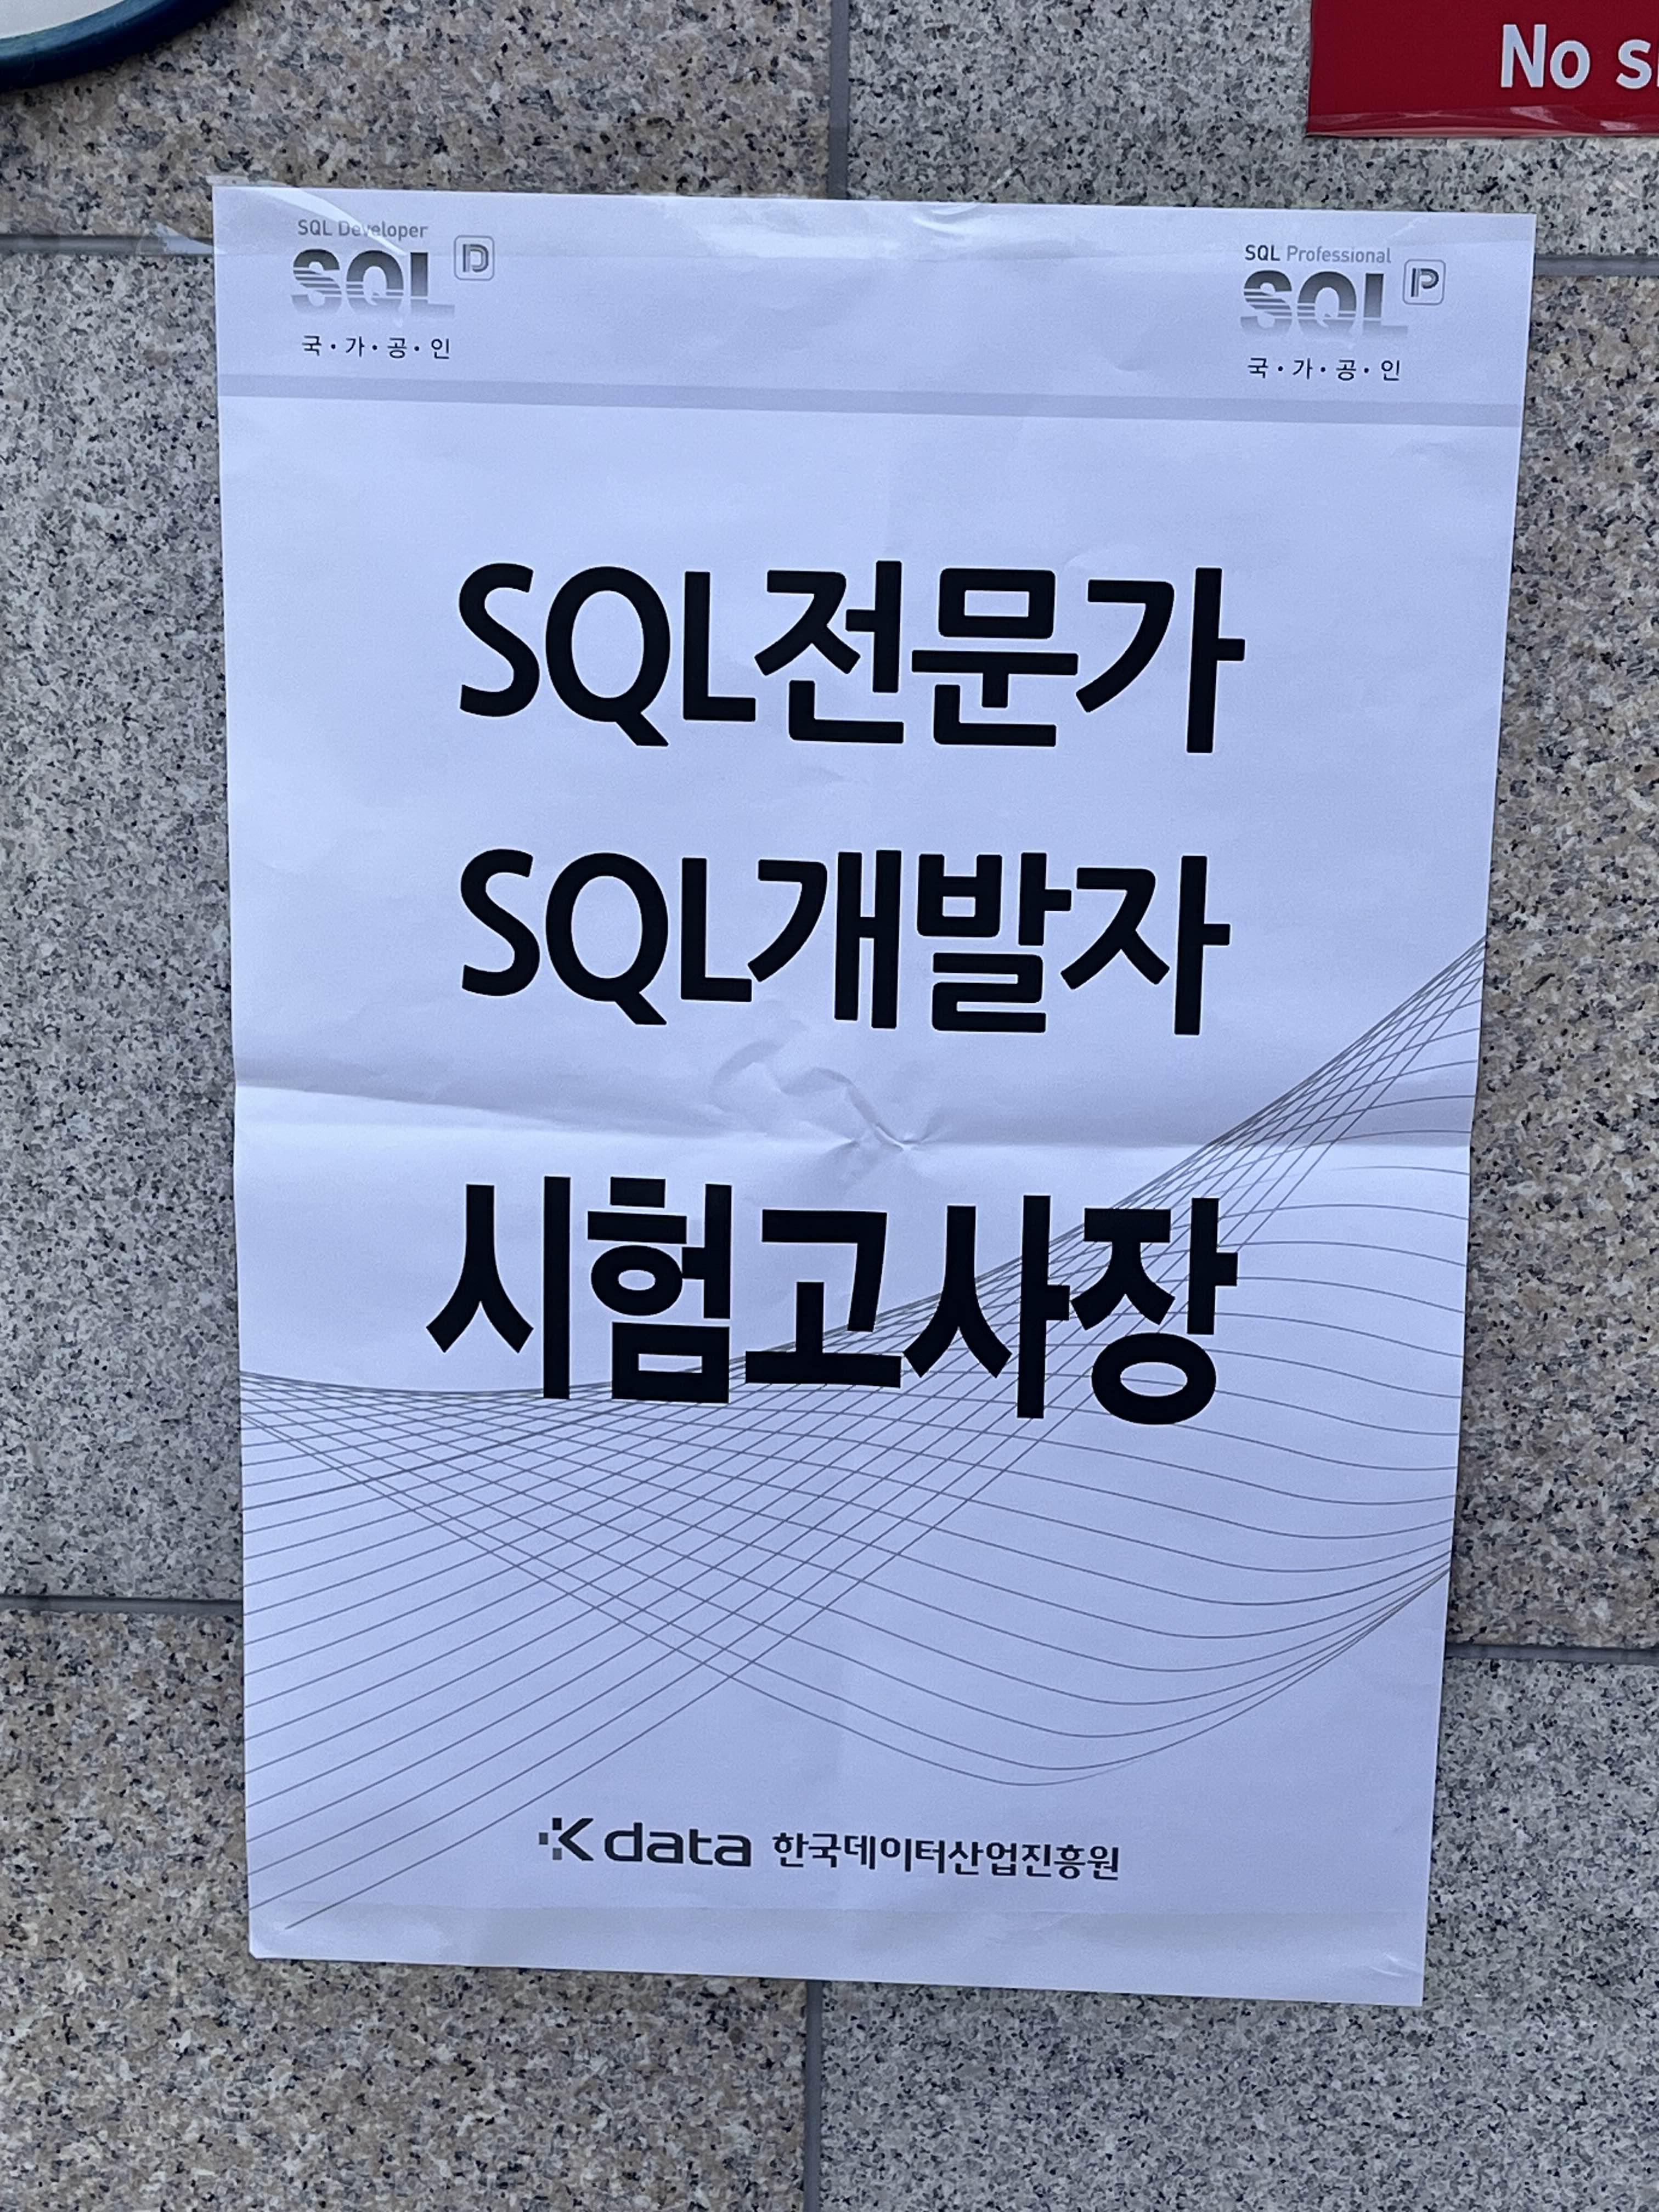 No
SQL Developer
SQL D
국·가·공·인
SQL Professional
SQL P
국·가·공·인
SQL전문가
SQL개발자
시험고사장
Kdata 한국데이터산업진흥원